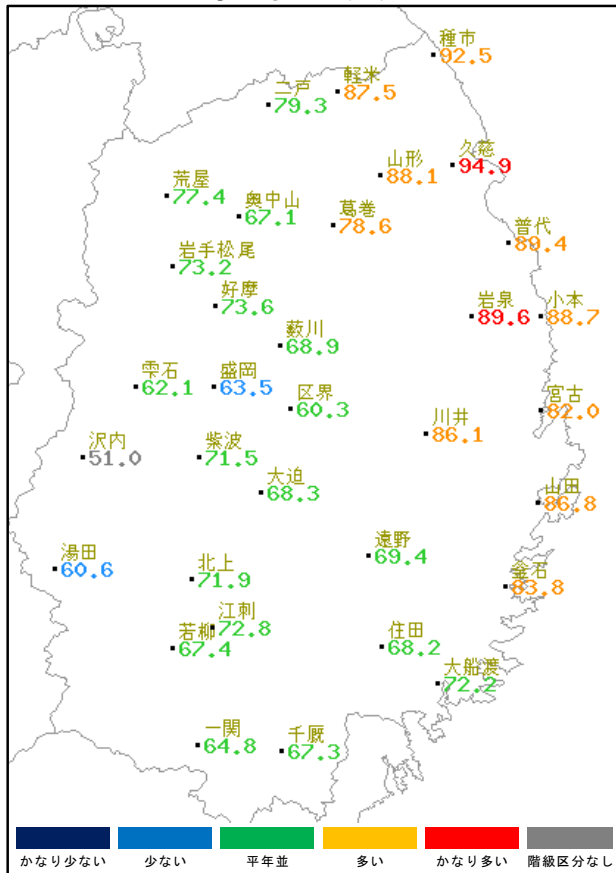 種市
92.5
軽米
87.5
二戸
79.3
久慈
94.9
山形
88.1
荒屋
77.4
奥中山
67.1
葛巻
78.6
普代
89.4
岩手松尾
73.2
好摩
73.6
岩泉
89.6
小本
88.7
薮川
68.9
雫石
62.1
盛岡
63.5
区界
60.3
宮古
82.0
川井
86.1
沢内
51.0
紫波
71.5
大迫
68.3
山田
86.8
湯田
60.6
北上
71.9
遠野
69.4
釜石
83.8
江刺
72.8
若柳
67.4
住田
68.2
大船渡
72.2
一関
64.8
千厩
67.3
かなり少ない 少ない 平年並 多い かなり多い 階級区分なし